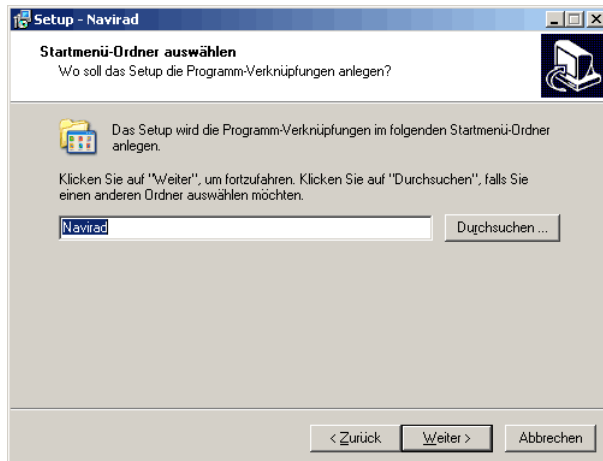 Setup - Navirad
Startmenü-Ordner auswählen
Wo soll das Setup die Programm-Verknüpfungen anlegen?
Das Setup wird die Programm-Verknüpfungen im folgenden Startmenü-Ordner
anlegen.
Klicken Sie auf "Weiter", um fortzufahren. Klicken Sie auf "Durchsuchen", falls Sie
einen anderen Ordner auswählen möchten.
Navirad
Durchsuchen ...
< Zurück
Weiter >
Abbrechen